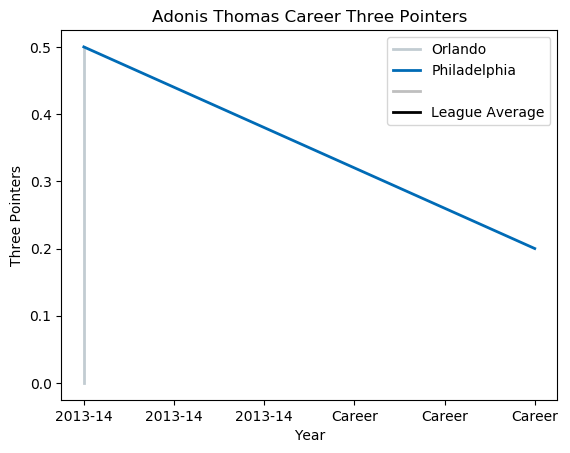 Adonis Thomas Career Three Pointers
Orlando
Philadelphia
League Average
Three Pointers
0.5
0.4
0.3
0.2
0.1
0.0
2013-14 2013-14 2013-14 Career Career Career
Year